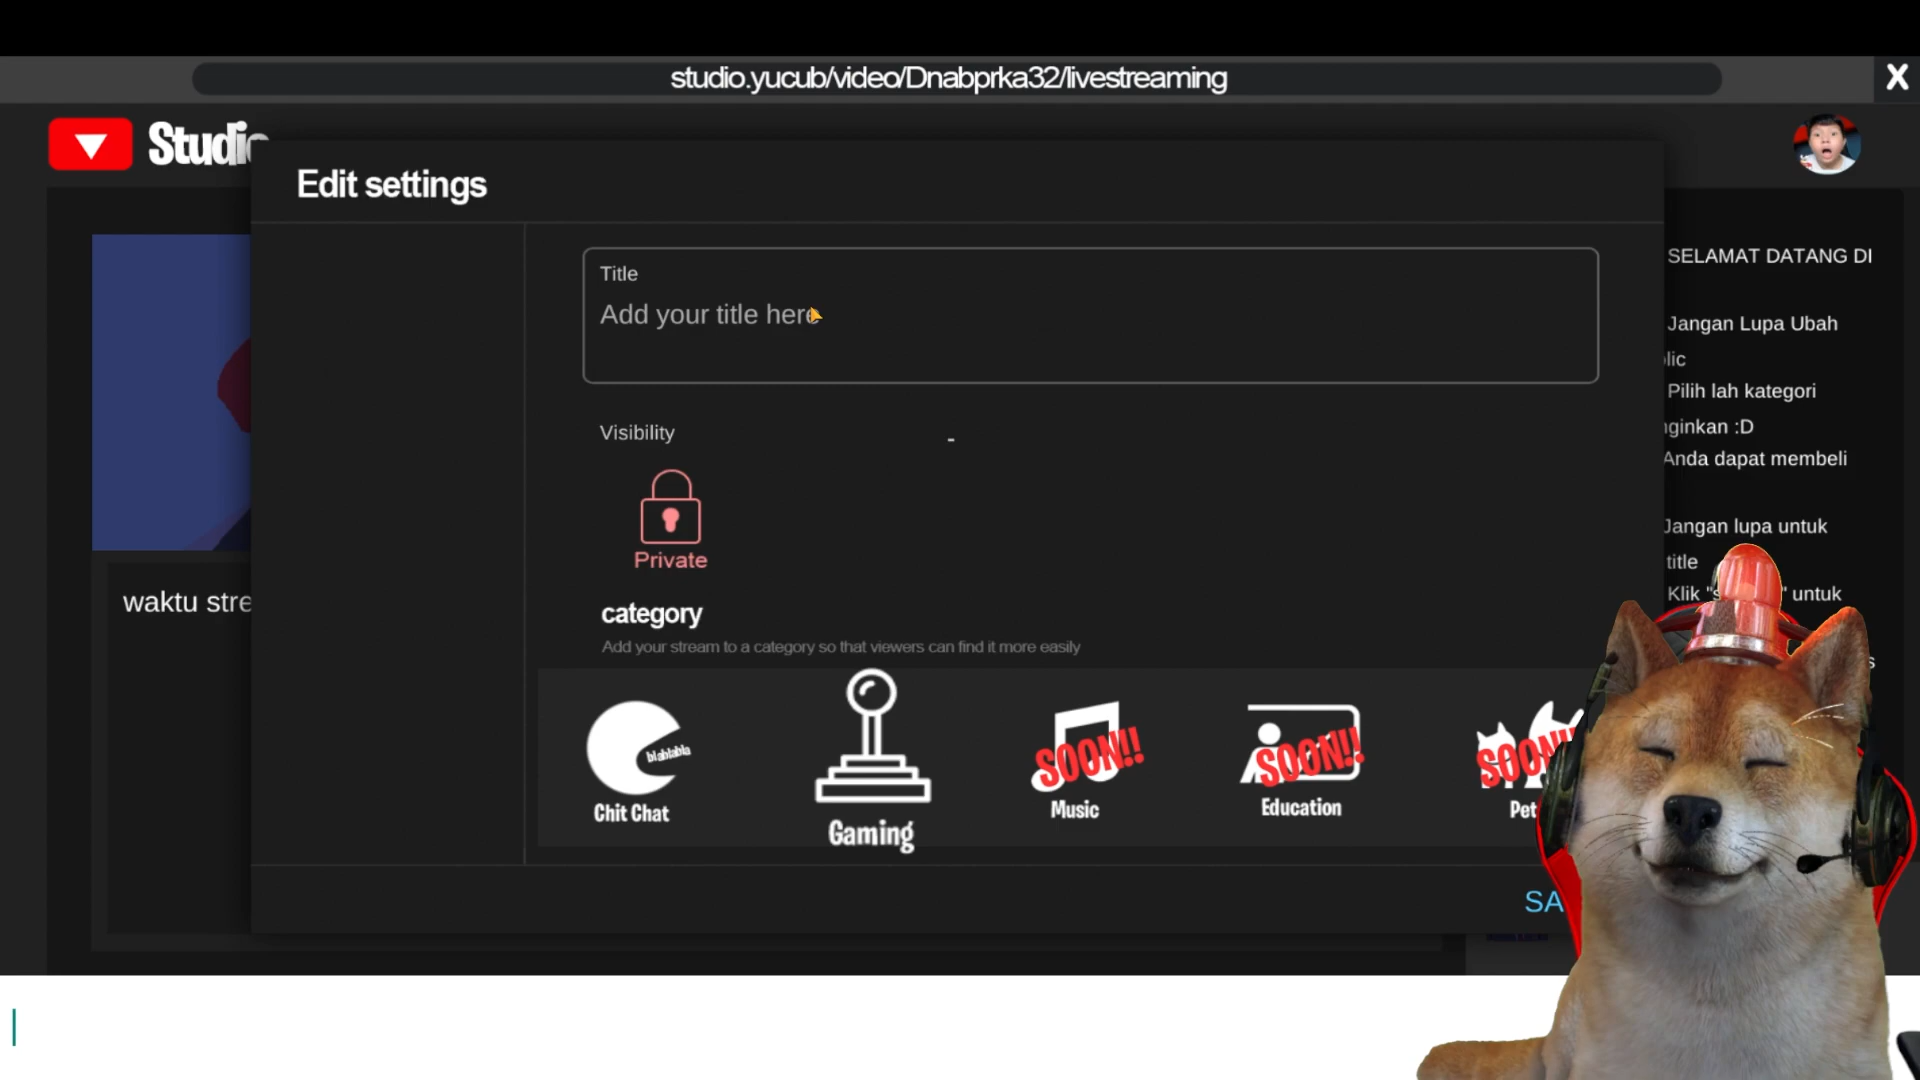 studio.yucub/video/Dnabprka32/livestreaming
X
Studio
Edit settings
Title
Add your title here
Visibility
-
Private
category
Add your stream to a category so that viewers can find it more easily
blablabla
Chit Chat
Gaming
SOON!!
Music
SOON!!
Education
SOON!!
Pet
SA
waktu stre
SELAMAT DATANG DI
Jangan Lupa Ubah
lic
Pilih lah kategori
ginkan :D
Anda dapat membeli
Jangan lupa untuk
title
Klik "s " untuk
s